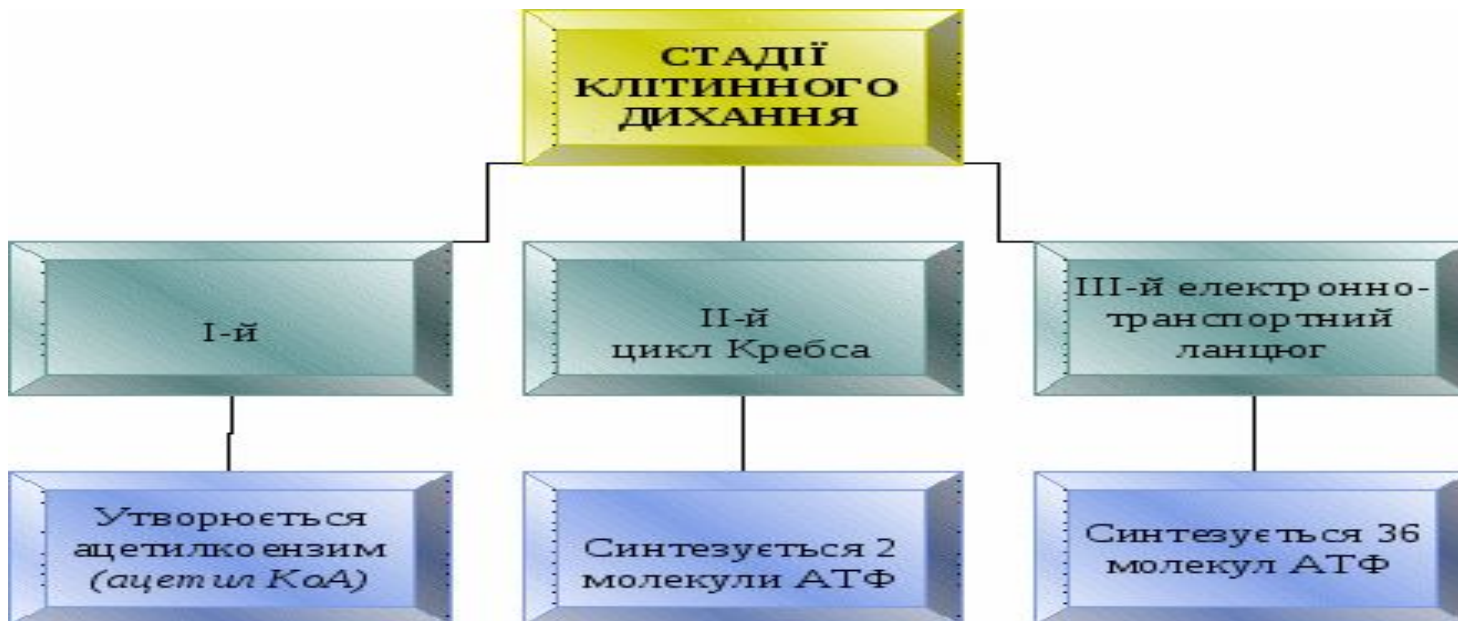 СТАДІЇ
КЛІТИННОГО
ДИХАННЯ
І-й
ІІ-й
цикл Кребса
ІІІ-й електронно-
транспортний
ланцюг
Утворюється
ацетилкоензим
(ацетил КоА)
Синтезується 2
молекули АТФ
Синтезується 36
молекул АТФ